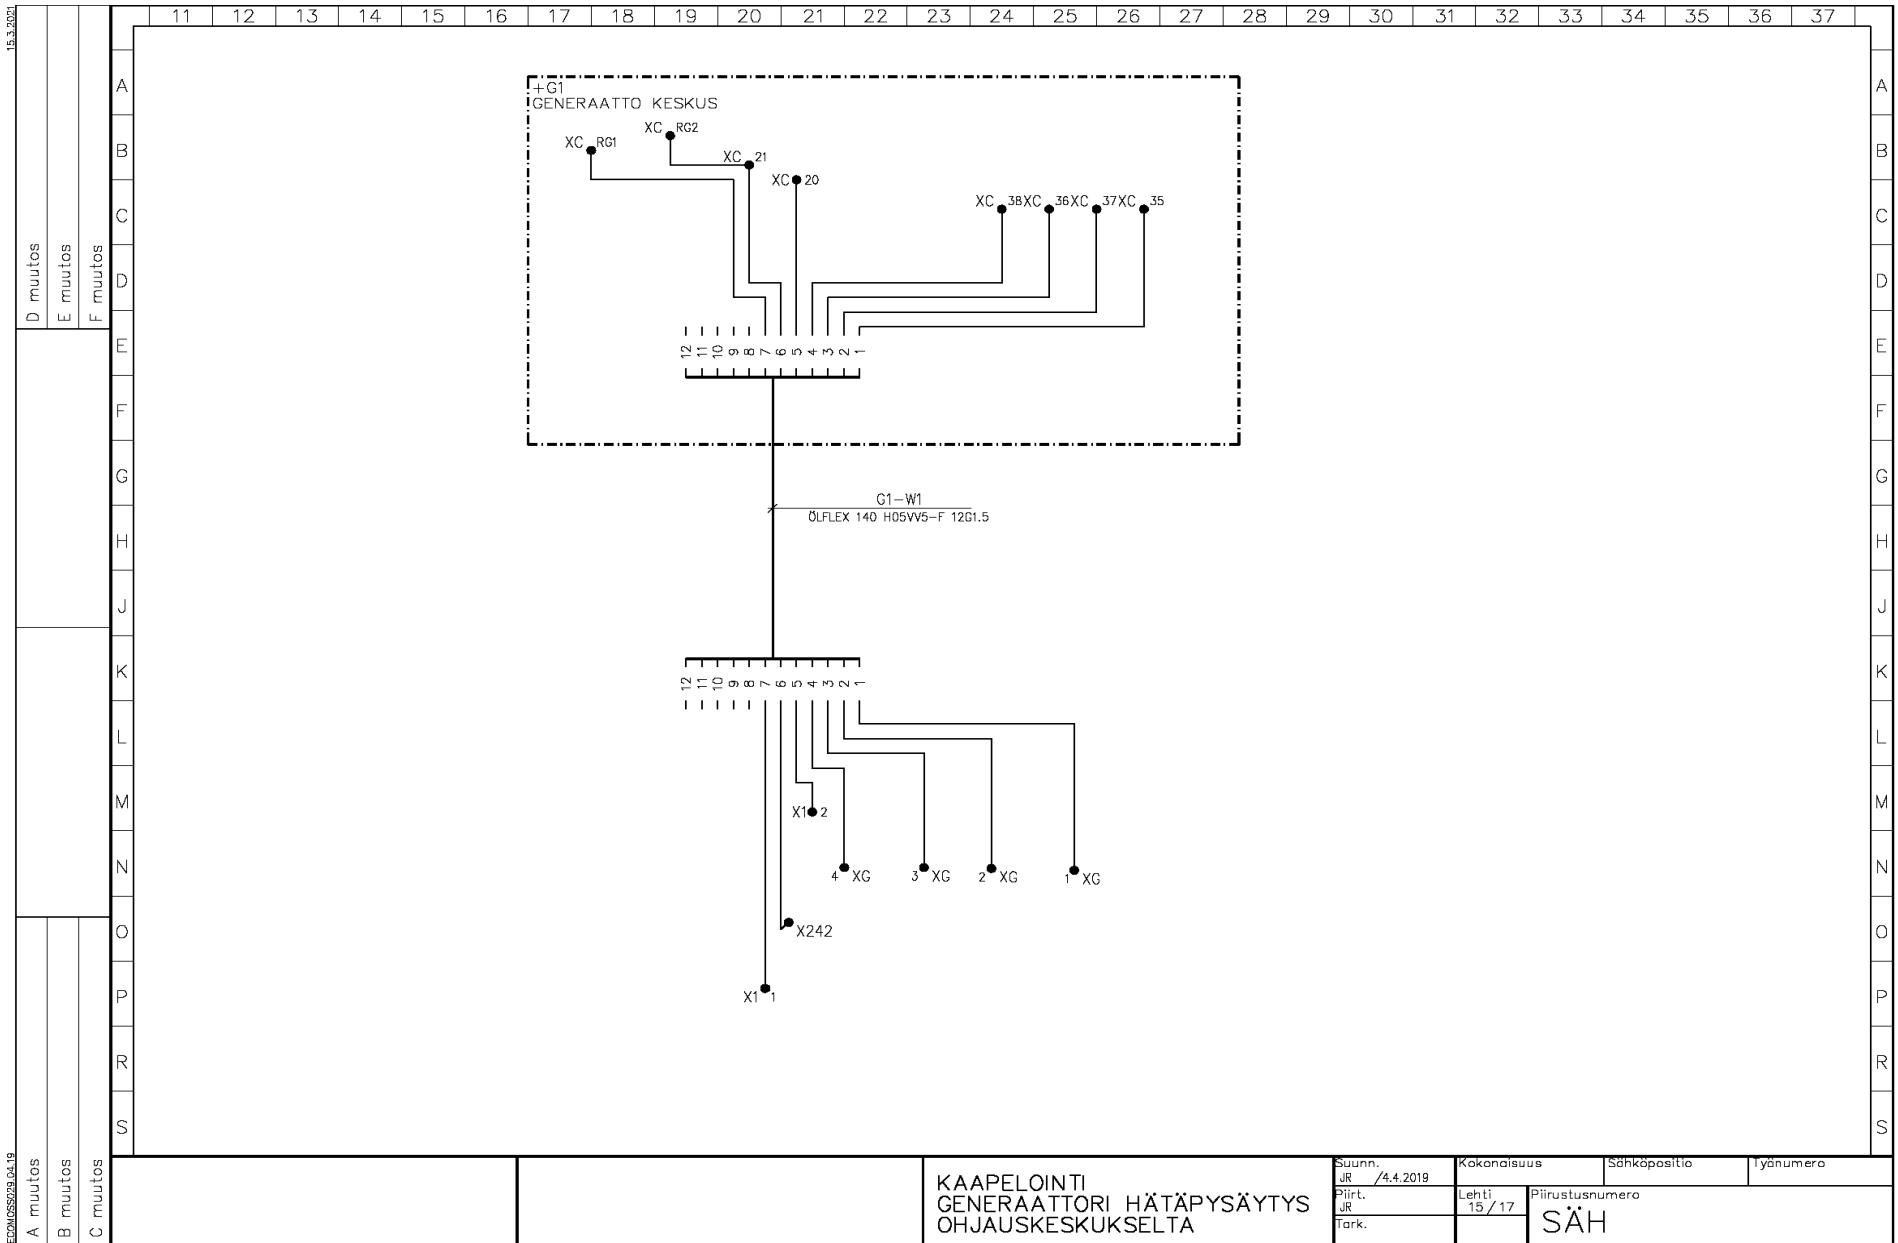 15.3.2021
11 12 13 14 15 16 17 18 19 20 21 22 23 24 25 26 27 28 29 30 31 32 33 34 35 36 37
D muutos
E muutos
F muutos
A A
B B
C C
D D
E E
F F
G G
H H
J J
K K
L L
M M
N N
O O
P P
R R
S S
+G1
GENERAATTO KESKUS
XC RG1
XC RG2
XC 21
XC 20
XC 38 XC 36 XC 37 XC 35
12 11 10 9 8 7 6 5 4 3 2 1
G1-W1
ÖLFLEX 140 H05VV5-F 12G1.5
12 11 10 9 8 7 6 5 4 3 2 1
X1 2
4 XG 3 XG 2 XG 1 XG
X242
X1 1
A muutos
B muutos
C muutos
KAAPELOINTI
GENERAATTORI HÄTÄPYSÄYTYS
OHJAUSKESKUKSELTA
Suunn.
JR /4.4.2019
Piirt.
JR
Tark.
Kokonaisuus
Sähköpositio
Työnumero
Lehti
15/17
Piirustusnumero
SÄH